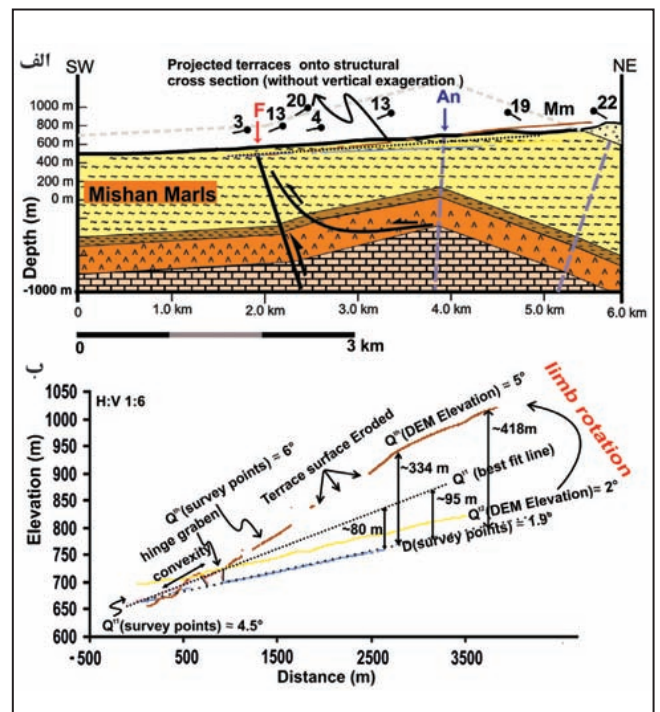 الف
SW
NE
Projected terraces onto structural
cross section (without vertical exageration)
3
F
13
20
4
13
An
19
Mm
22
1000 m
800 m
600 m
400 m
200 m
0 m
-1000 m
Depth (m)
Mishan Marls
0
1.0 km
2.0 km
3.0 km
4.0 km
5.0 km
6.0 km
0
3 km
ب
H:V 1:6
1050
1000
950
900
850
800
750
700
650
600
Elevation (m)
-500
500
1500
2500
3500
Distance (m)
limb rotation
(DEM Elevation) = 5°
~418m
~334 m
(best fit line)
~95 m
~80 m
(DEM Elevation)= 2°
D(survey points) = 1.9°
Terrace surface Eroded
(survey points) = 6°
hinge graben
convexity
(survey points) = 4.5°